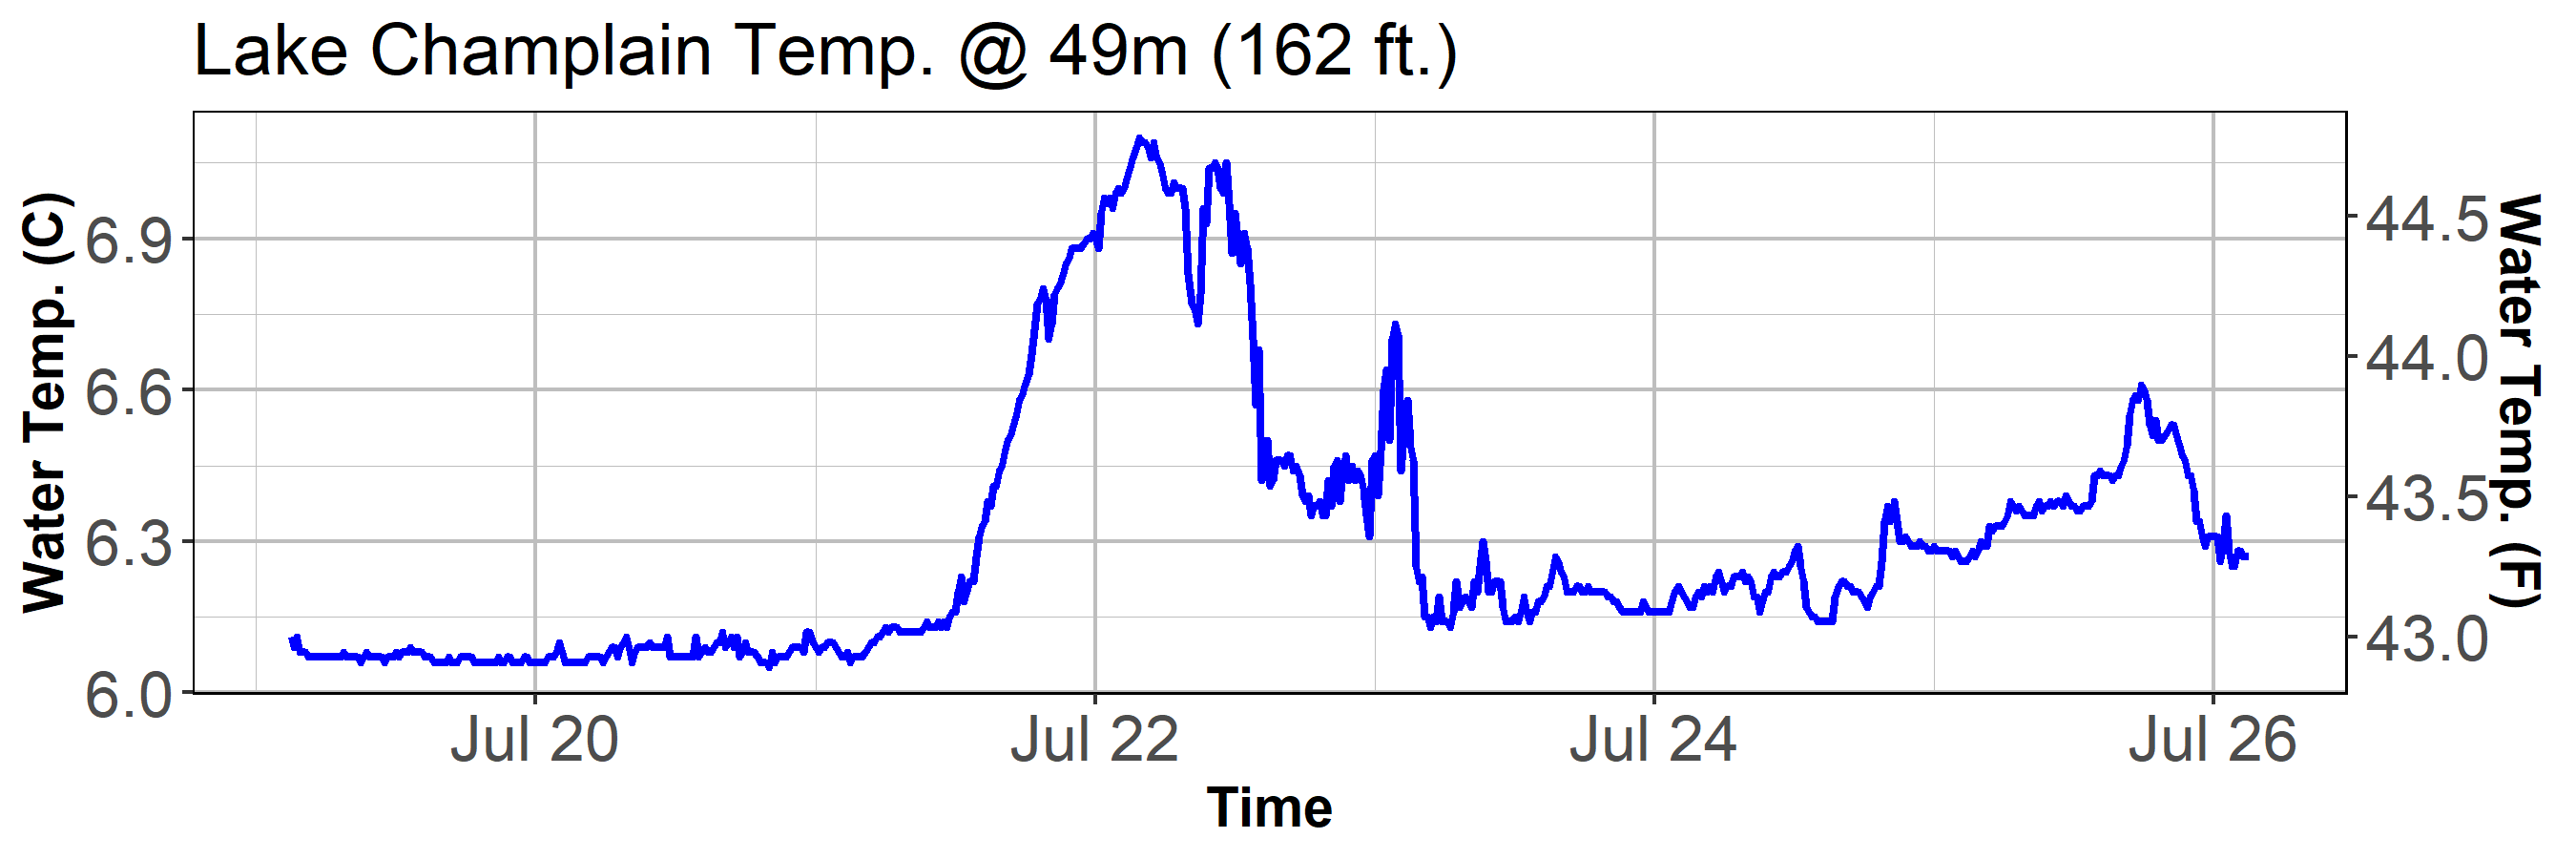 Lake Champlain Temp. @ 49m (162 ft.)
Water Temp. (C)
6.9
6.6
6.3
6.0
44.5
44.0
43.5
43.0
Water Temp. (F)
Jul 20
Jul 22
Jul 24
Jul 26
Time